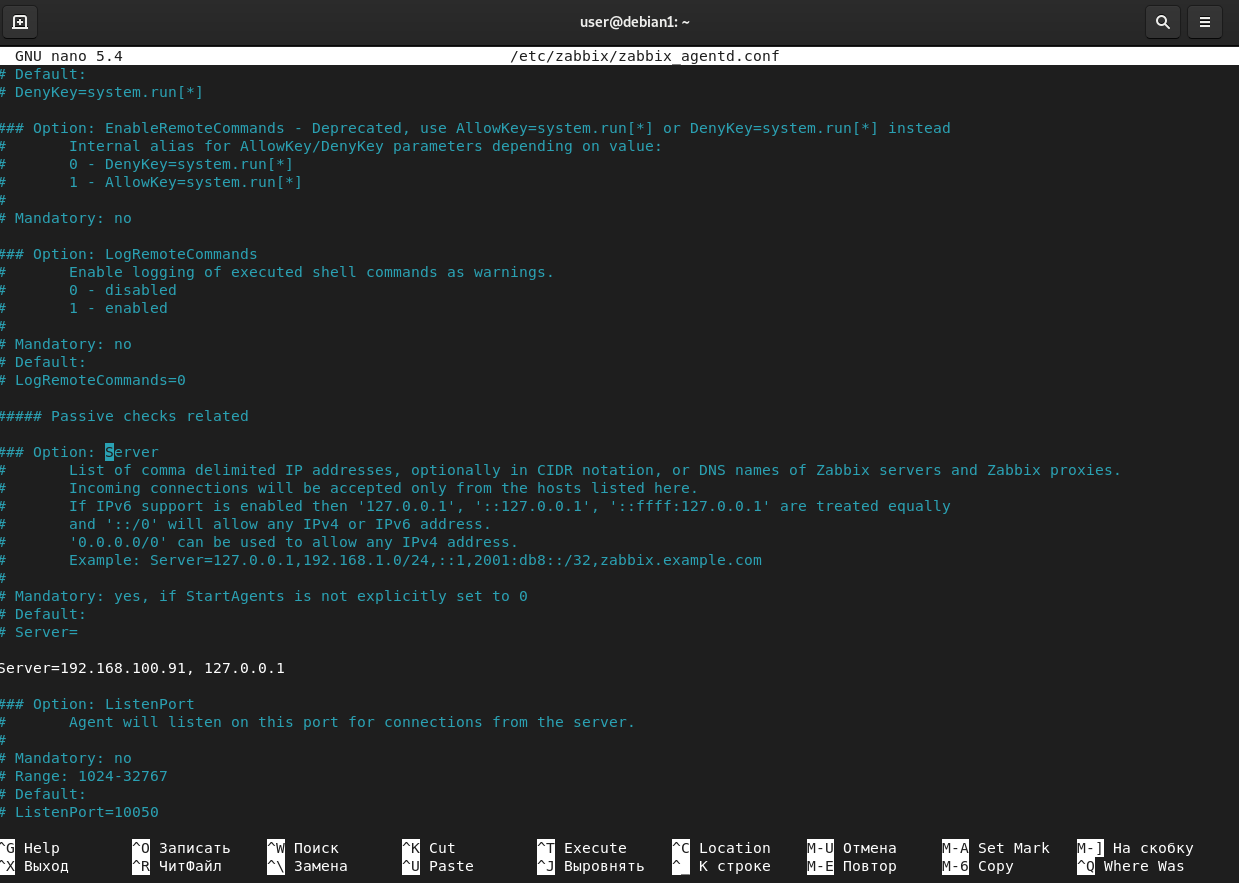 user@debian1: ~
GNU nano 5.4 /etc/zabbix/zabbix_agentd.conf
# Default:
# DenyKey=system.run[*]
### Option: EnableRemoteCommands - Deprecated, use AllowKey=system.run[*] or DenyKey=system.run[*] instead
# Internal alias for AllowKey/DenyKey parameters depending on value:
# 0 - DenyKey=system.run[*]
# 1 - AllowKey=system.run[*]
#
# Mandatory: no
### Option: LogRemoteCommands
# Enable logging of executed shell commands as warnings.
# 0 - disabled
# 1 - enabled
#
# Mandatory: no
# Default:
# LogRemoteCommands=0
##### Passive checks related
### Option: Server
# List of comma delimited IP addresses, optionally in CIDR notation, or DNS names of Zabbix servers and Zabbix proxies.
# Incoming connections will be accepted only from the hosts listed here.
# If IPv6 support is enabled then '127.0.0.1', '::127.0.0.1', '::ffff:127.0.0.1' are treated equally
# and '::/0' will allow any IPv4 or IPv6 address.
# '0.0.0.0/0' can be used to allow any IPv4 address.
# Example: Server=127.0.0.1,192.168.1.0/24,::1,2001:db8::/32,zabbix.example.com
#
# Mandatory: yes, if StartAgents is not explicitly set to 0
# Default:
# Server=
Server=192.168.100.91, 127.0.0.1
### Option: ListenPort
# Agent will listen on this port for connections from the server.
#
# Mandatory: no
# Range: 1024-32767
# Default:
# ListenPort=10050
^G Help ^O Записать ^W Поиск ^K Cut ^T Execute ^C Location M-U Отмена M-A Set Mark M-] На скобку
^X Выход ^R ЧитФайл ^\ Замена ^U Paste ^J Выровнять ^_ К строке M-E Повтор M-6 Copy ^Q Where Was